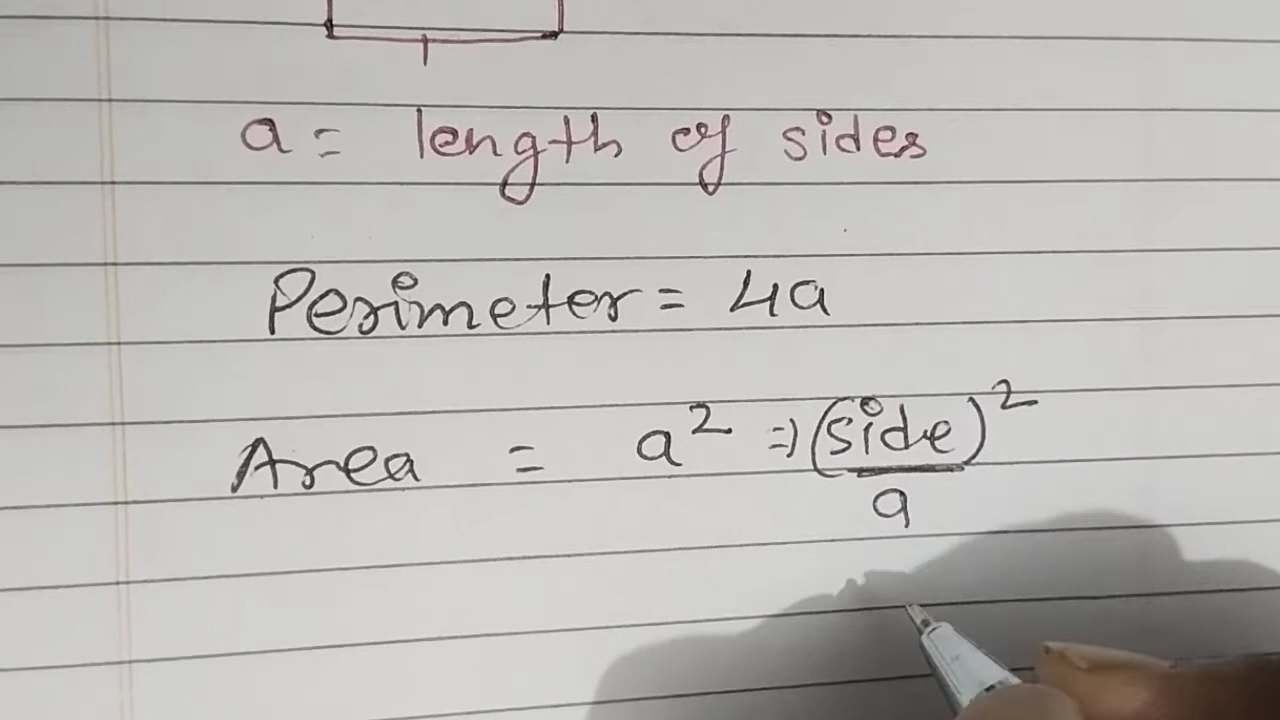 a = length of sides
Perimeter = 4a
Area = a² ⇒ (side)²
a